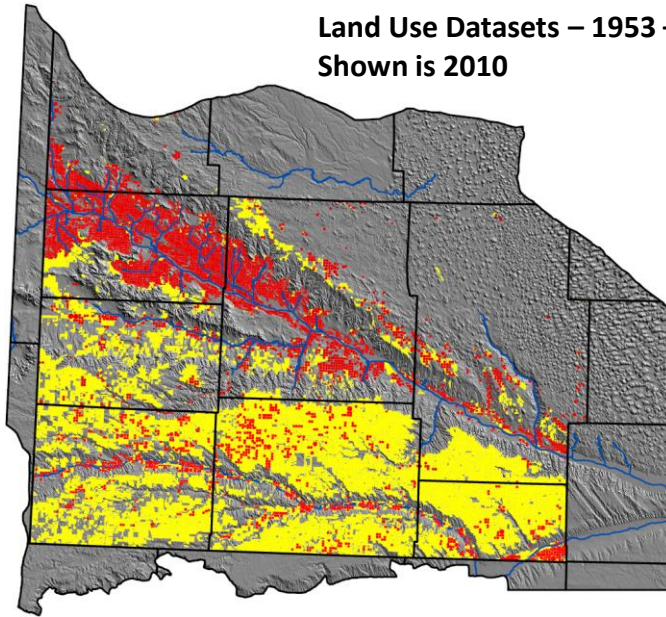 Land Use Datasets – 1953 -
Shown is 2010